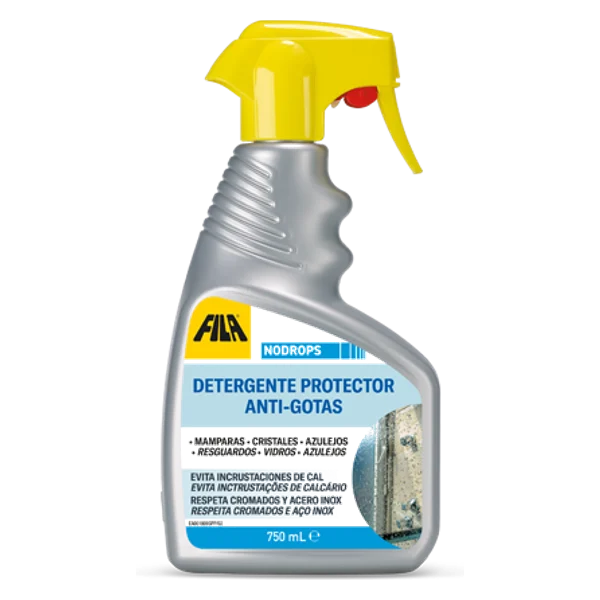 FILA
NODROPS
DETERGENTE PROTECTOR
ANTI-GOTAS
• MAMPARAS • CRISTALES • AZULEJOS
• RESGUARDOS • VIDROS • AZULEJOS
EVITA INCRUSTACIONES DE CAL
EVITA INCTRUSTAÇÕES DE CALCÁRIO
RESPETA CROMADOS Y ACERO INOX
RESPEITA CROMADOS E AÇO INOX
750 mL ℮